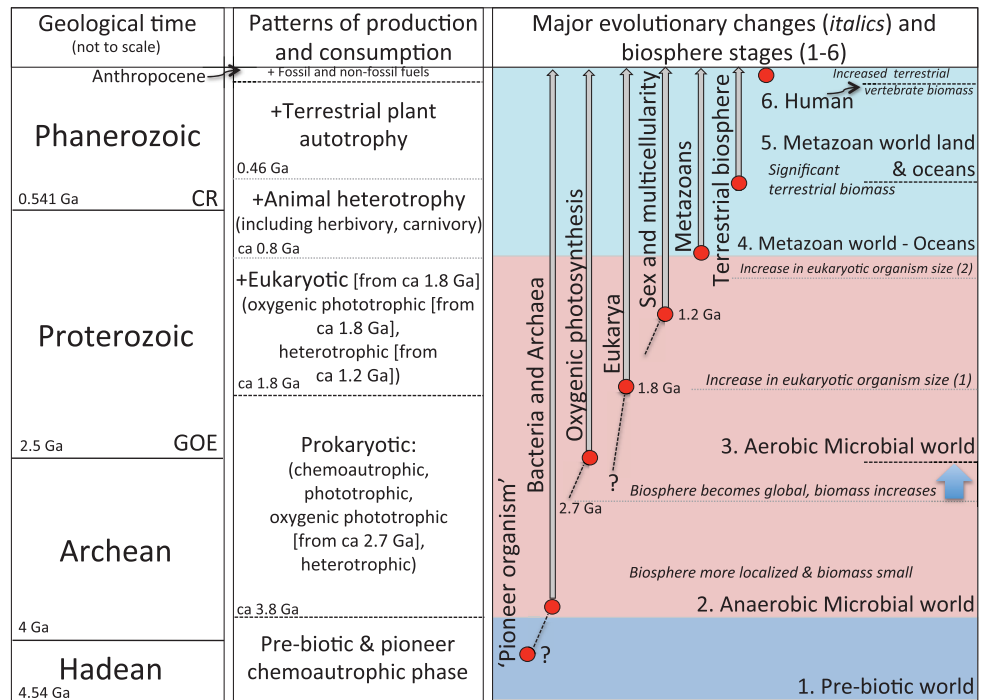 Geological time
(not to scale)
Patterns of production
and consumption
Major evolutionary changes (italics) and
biosphere stages (1-6)
Anthropocene
Phanerozoic
0.541 Ga
CR
Proterozoic
2.5 Ga
GOE
Archean
4 Ga
Hadean
4.54 Ga
+ Fossil and non-fossil fuels
+Terrestrial plant
autotrophy
0.46 Ga
+Animal heterotrophy
(including herbivory, carnivory)
ca 0.8 Ga
+Eukaryotic [from ca 1.8 Ga]
(oxygenic phototrophic [from
ca 1.8 Ga],
heterotrophic [from
ca 1.2 Ga])
ca 1.8 Ga
Prokaryotic:
(chemoautrophic,
phototrophic,
oxygenic phototrophic
[from ca 2.7 Ga],
heterotrophic)
ca 3.8 Ga
Pre-biotic & pioneer
chemoautrophic phase
'Pioneer organism'
?
Bacteria and Archaea
Oxygenic photosynthesis
2.7 Ga
Eukarya
1.8 Ga
?
Sex and multicellularity
1.2 Ga
Metazoans
Terrestrial biosphere
Increased terrestrial
vertebrate biomass
6. Human
5. Metazoan world land
& oceans
Significant
terrestrial biomass
4. Metazoan world - Oceans
Increase in eukaryotic organism size (2)
Increase in eukaryotic organism size (1)
3. Aerobic Microbial world
Biosphere becomes global, biomass increases
Biosphere more localized & biomass small
2. Anaerobic Microbial world
1. Pre-biotic world